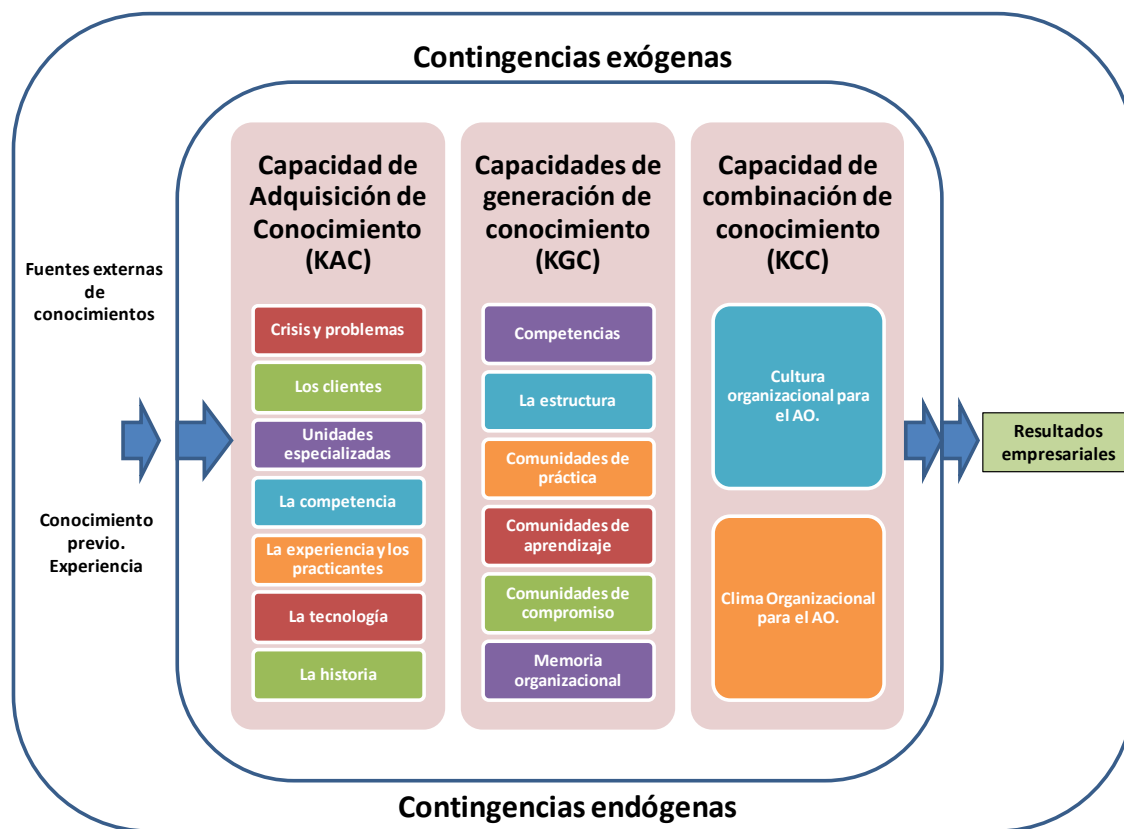 Contingencias exógenas
Fuentes externas
de
conocimientos
Conocimiento
previo.
Experiencia
Capacidad de
Adquisición de
Conocimiento
(KAC)
Crisis y problemas
Los clientes
Unidades
especializadas
La competencia
La experiencia y los
practicantes
La tecnología
La historia
Capacidades de
generación de
conocimiento
(KGC)
Competencias
La estructura
Comunidades de
práctica
Comunidades de
aprendizaje
Comunidades de
compromiso
Memoria
organizacional
Capacidad de
combinación de
conocimiento
(KCC)
Cultura
organizacional para
el AO.
Clima Organizacional
para el AO.
Resultados
empresariales
Contingencias endógenas